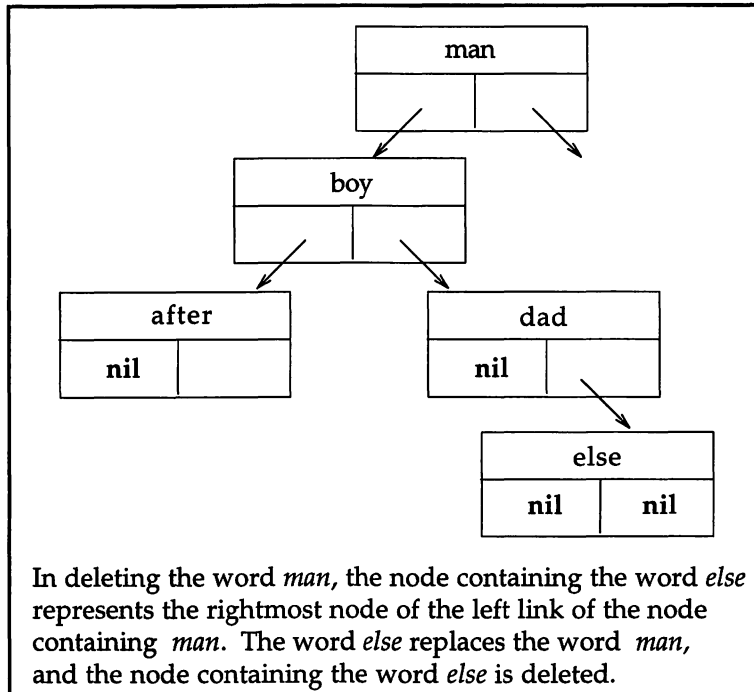 man
boy
after
dad
nil
nil
else
nil nil
In deleting the word man, the node containing the word else
represents the rightmost node of the left link of the node
containing man. The word else replaces the word man,
and the node containing the word else is deleted.